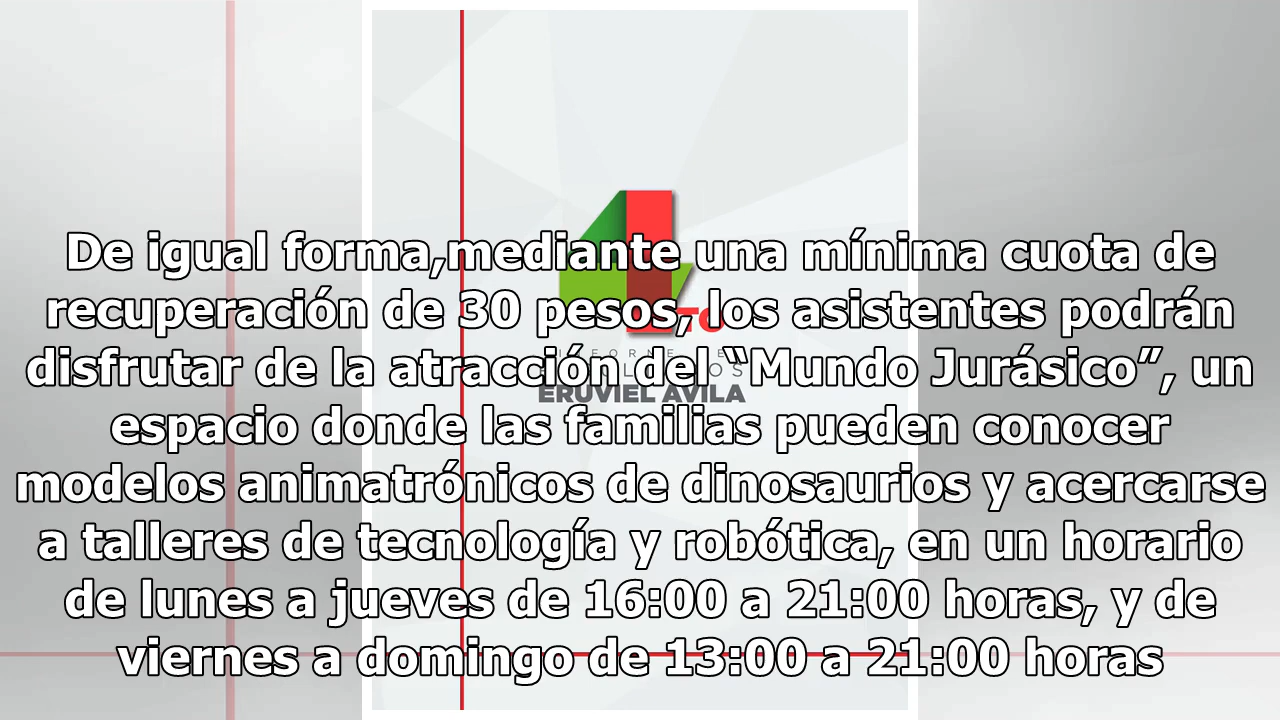 De igual forma,mediante una mínima cuota de
recuperación de 30 pesos, los asistentes podrán
disfrutar de la atracción del “Mundo Jurásico”, un
espacio donde las familias pueden conocer
modelos animatrónicos de dinosaurios y acercarse
a talleres de tecnología y robótica, en un horario
de lunes a jueves de 16:00 a 21:00 horas, y de
viernes a domingo de 13:00 a 21:00 horas
4
ERUVIEL ÁVILA